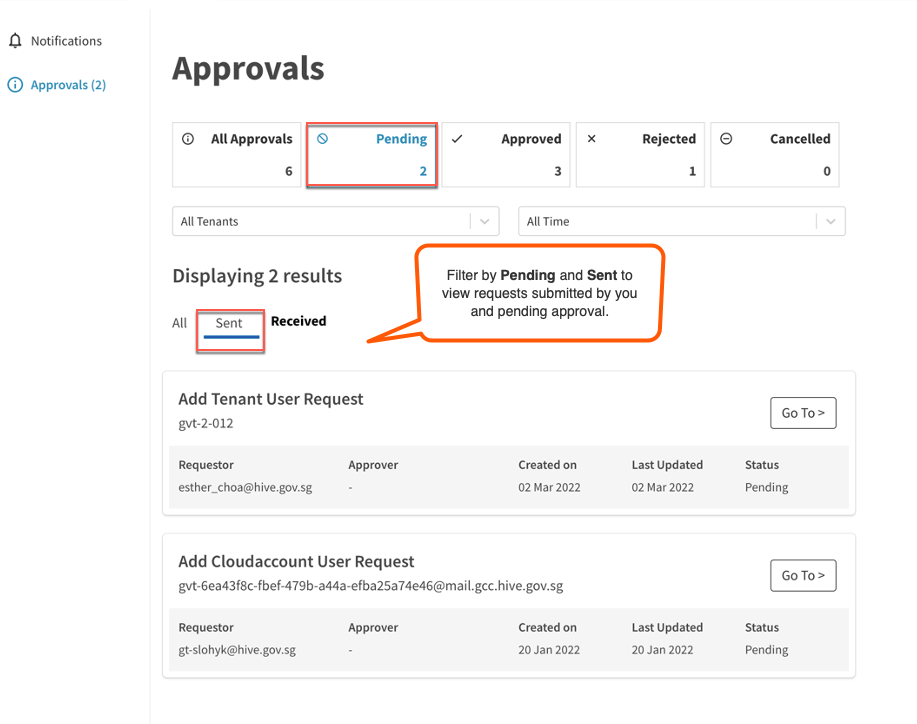 Notifications
Approvals (2)
Approvals
All Approvals
6
Pending
2
Approved
3
Rejected
1
Cancelled
0
All Tenants
All Time
Displaying 2 results
Filter by Pending and Sent to
view requests submitted by you
and pending approval.
All Sent Received
Add Tenant User Request
gvt-2-012
Go To >
Requestor Approver Created on Last Updated Status
esther_choa@hive.gov.sg - 02 Mar 2022 02 Mar 2022 Pending
Add Cloudaccount User Request
gvt-6ea43f8c-fbef-479b-a44a-efba25a74e46@mail.gcc.hive.gov.sg
Go To >
Requestor Approver Created on Last Updated Status
gt-slohyk@hive.gov.sg - 20 Jan 2022 20 Jan 2022 Pending